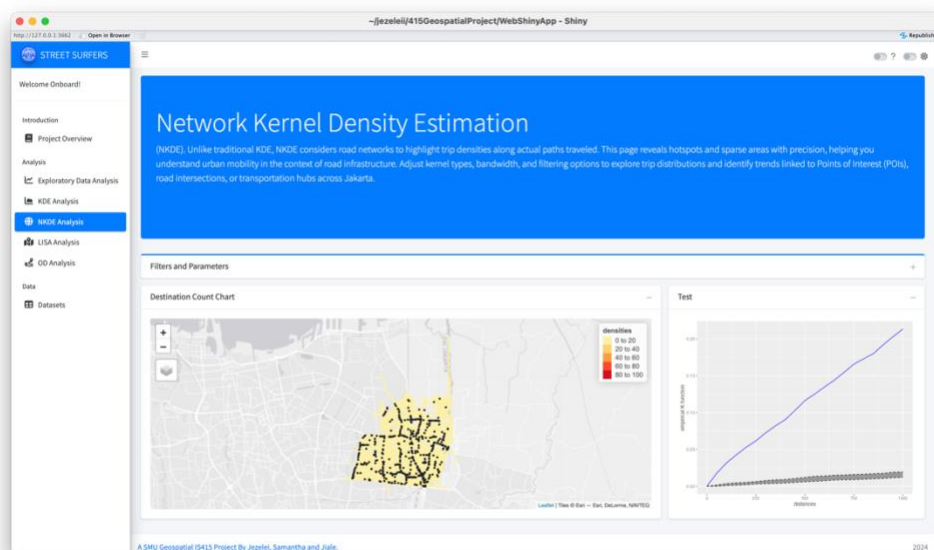 ~/jezeleii/415GeospatialProject/WebShinyApp - Shiny
http://127.0.0.1:3662 Open in Browser
Republish
STREET SURFERS
?
Welcome Onboard!
Introduction
Project Overview
Analysis
Exploratory Data Analysis
KDE Analysis
NKDE Analysis
LISA Analysis
OD Analysis
Data
Datasets
Network Kernel Density Estimation
(NKDE). Unlike traditional KDE, NKDE considers road networks to highlight trip densities along actual paths traveled. This page reveals hotspots and sparse areas with precision, helping you
understand urban mobility in the context of road infrastructure. Adjust kernel types, bandwidth, and filtering options to explore trip distributions and identify trends linked to Points of Interest (POIs),
road intersections, or transportation hubs across Jakarta.
Filters and Parameters
+
Destination Count Chart
−
+
−
densities
0 to 20
20 to 40
40 to 60
60 to 80
80 to 100
Leaflet | Tiles © Esri — Esri, DeLorme, NAVTEQ
Test
−
empirical K function
distances
A SMU Geospatial IS415 Project By Jezelei, Samantha and Jiale.
2024